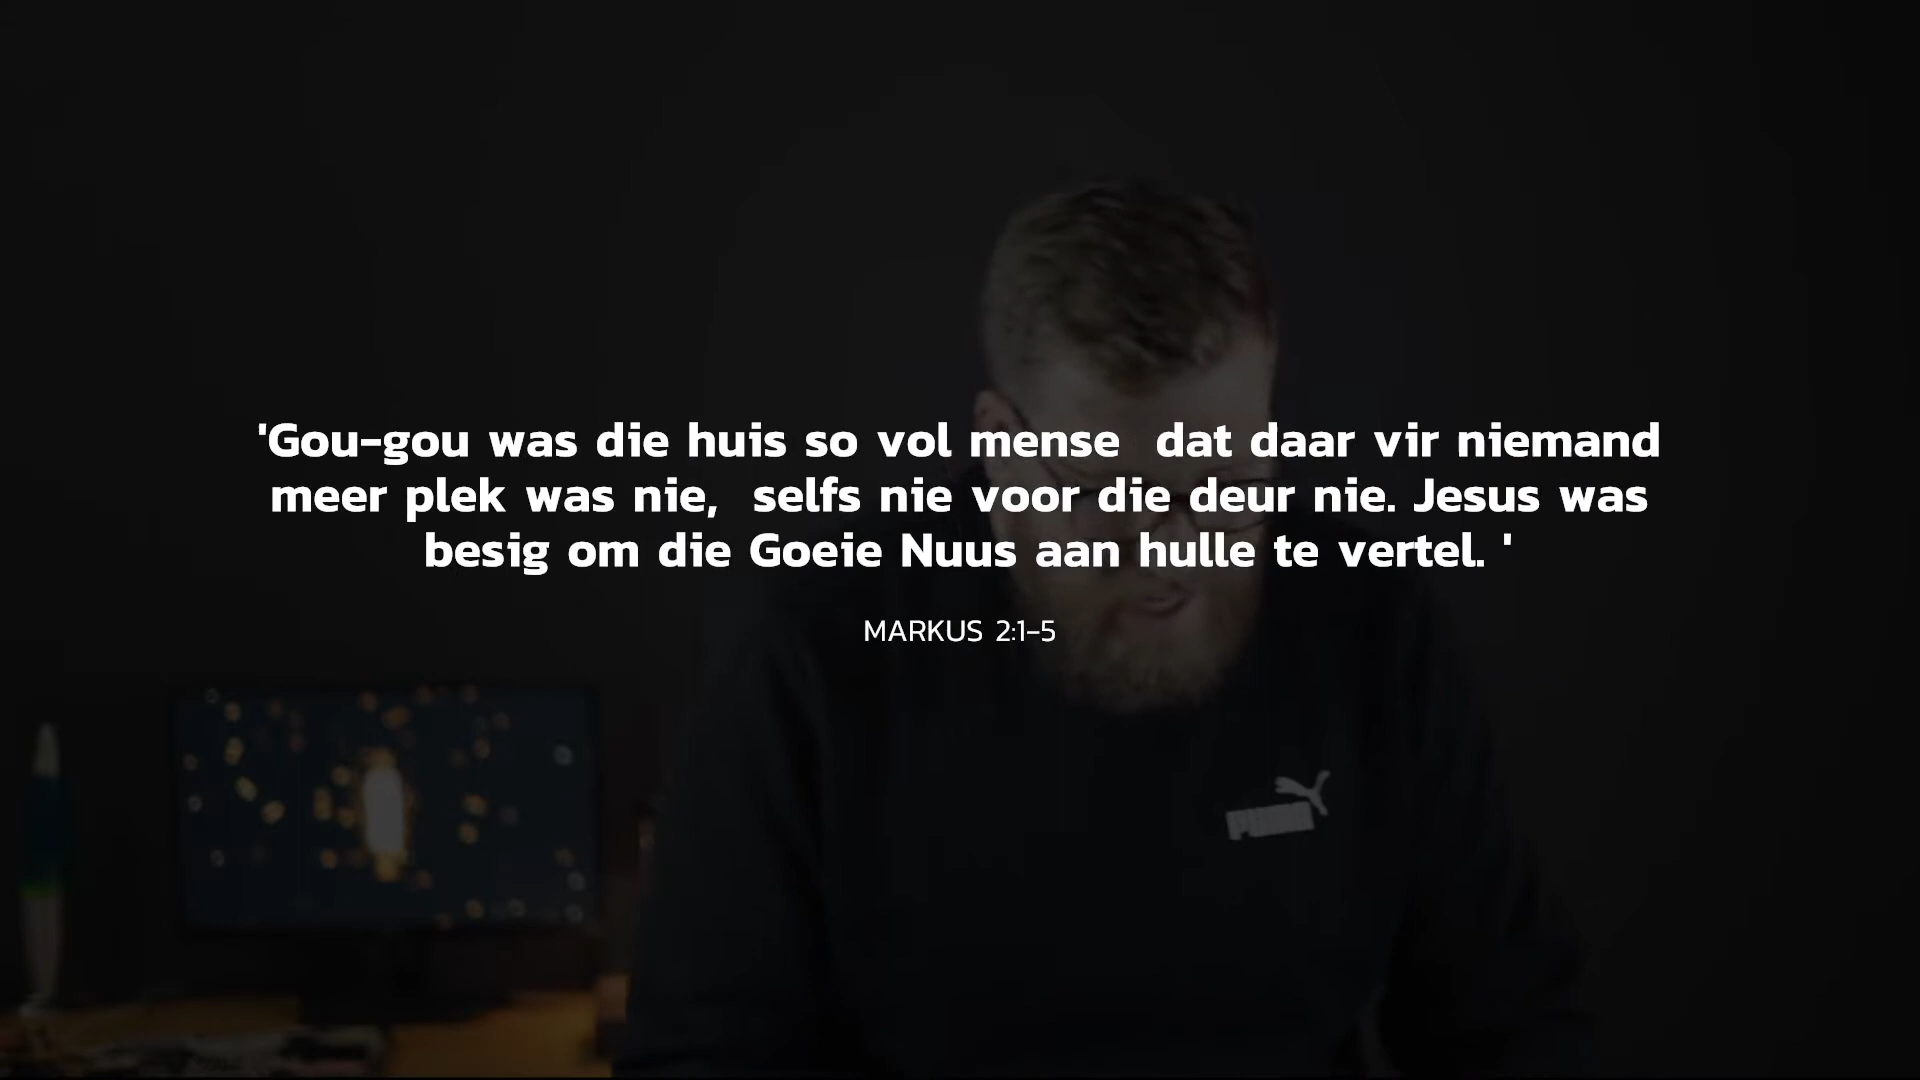 'Gou-gou was die huis so vol mense  dat daar vir niemand
meer plek was nie,  selfs nie voor die deur nie. Jesus was
besig om die Goeie Nuus aan hulle te vertel. '
MARKUS 2:1-5
PUMA